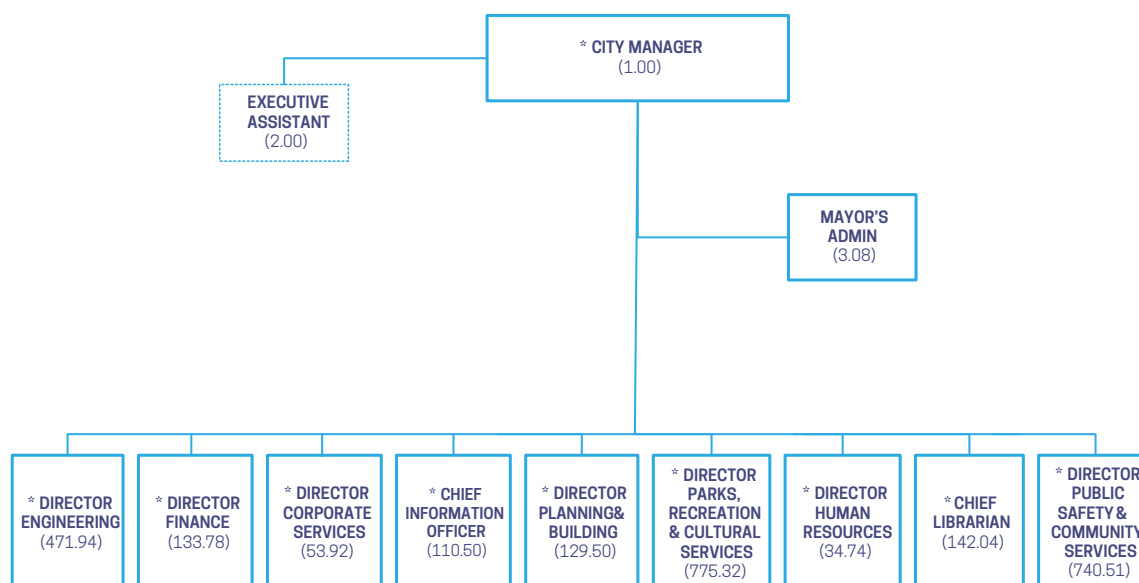 * CITY MANAGER
(1.00)
EXECUTIVE
ASSISTANT
(2.00)
MAYOR'S
ADMIN
(3.08)
* DIRECTOR
ENGINEERING
(471.94)
* DIRECTOR
FINANCE
(133.78)
* DIRECTOR
CORPORATE
SERVICES
(53.92)
* CHIEF
INFORMATION
OFFICER
(110.50)
* DIRECTOR
PLANNING&
BUILDING
(129.50)
* DIRECTOR
PARKS,
RECREATION
& CULTURAL
SERVICES
(775.32)
* DIRECTOR
HUMAN
RESOURCES
(34.74)
* CHIEF
LIBRARIAN
(142.04)
* DIRECTOR
PUBLIC
SAFETY &
COMMUNITY
SERVICES
(740.51)